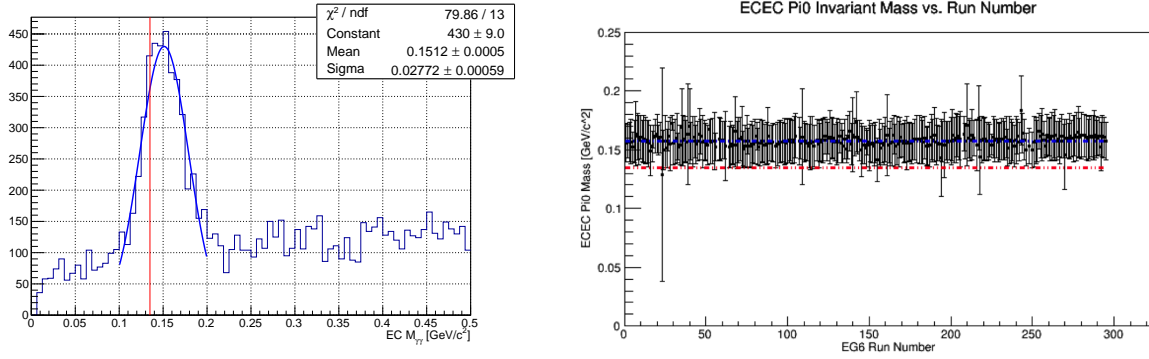 χ² / ndf 79.86 / 13
Constant 430 ± 9.0
Mean 0.1512 ± 0.0005
Sigma 0.02772 ± 0.00059
450
400
350
300
250
200
150
100
50
0
0 0.05 0.1 0.15 0.2 0.25 0.3 0.35 0.4 0.45 0.5
EC Mγγ [GeV/c²]
ECEC Pi0 Invariant Mass vs. Run Number
ECEC Pi0 Mass [GeV/c^2]
0.25
0.2
0.15
0.1
0.05
0
0 50 100 150 200 250 300
EG6 Run Number